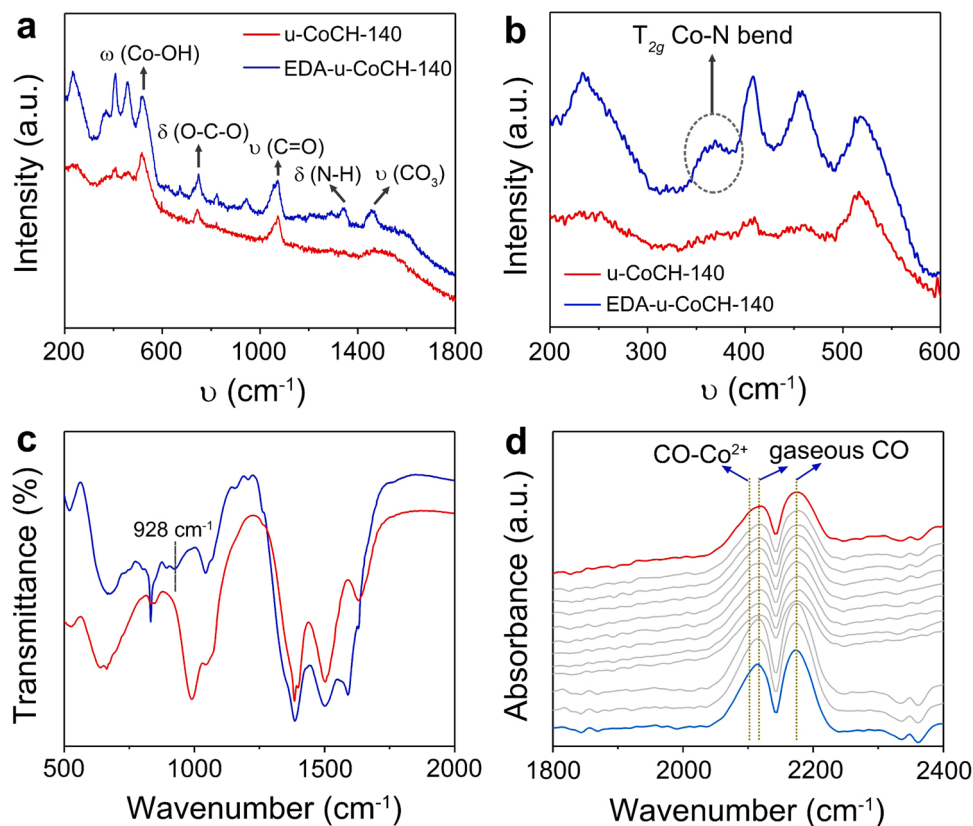 a
ω (Co-OH)
u-CoCH-140
EDA-u-CoCH-140
δ (O-C-O)
υ (C=O)
δ (N-H)
υ (CO₃)
Intensity (a.u.)
200 600 1000 1400 1800
υ (cm⁻¹)
b
T₂g Co-N bend
u-CoCH-140
EDA-u-CoCH-140
Intensity (a.u.)
200 300 400 500 600
υ (cm⁻¹)
c
928 cm⁻¹
Transmittance (%)
500 1000 1500 2000
Wavenumber (cm⁻¹)
d
CO-Co²⁺ gaseous CO
Absorbance (a.u.)
1800 2000 2200 2400
Wavenumber (cm⁻¹)